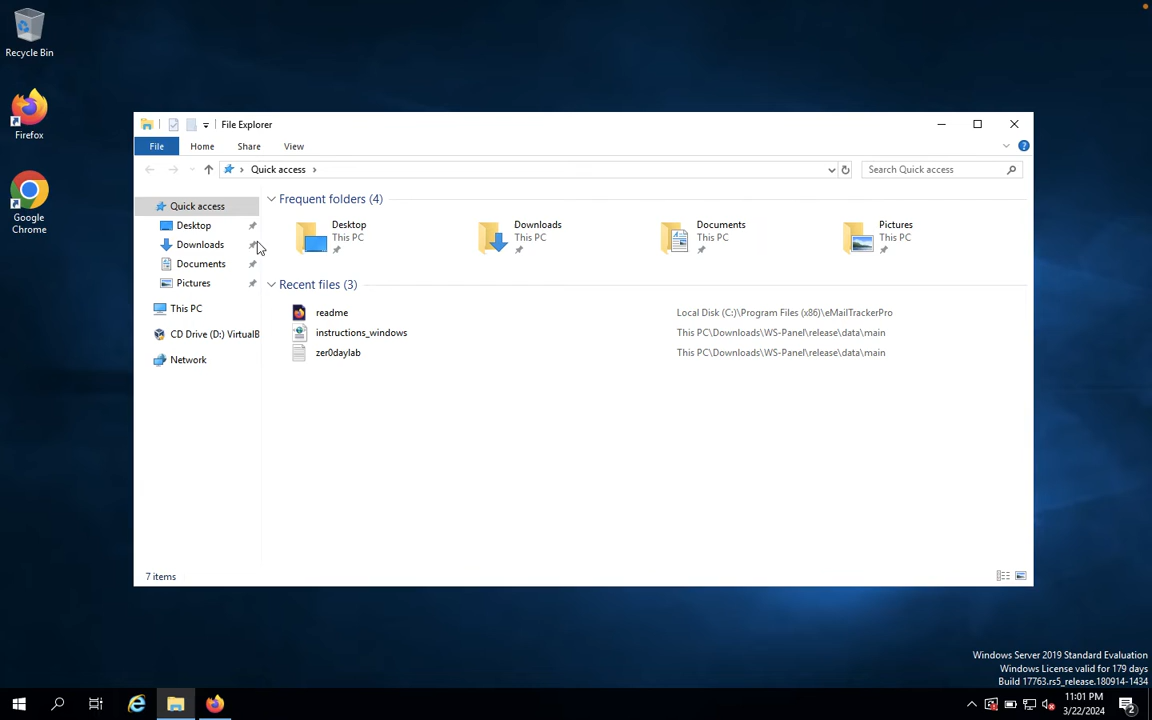 Recycle Bin
Firefox
Google
Chrome
File Explorer
File
Home
Share
View
Quick access
Search Quick access
Quick access
Desktop
Downloads
Documents
Pictures
This PC
CD Drive (D:) VirtualB
Network
Frequent folders (4)
Desktop
This PC
Downloads
This PC
Documents
This PC
Pictures
This PC
Recent files (3)
readme
Local Disk (C:)\Program Files (x86)\eMailTrackerPro
instructions_windows
This PC\Downloads\WS-Panel\release\data\main
zer0daylab
This PC\Downloads\WS-Panel\release\data\main
7 items
Windows Server 2019 Standard Evaluation
Windows License valid for 179 days
Build 17763.rs5_release.180914-1434
11:01 PM
3/22/2024
2